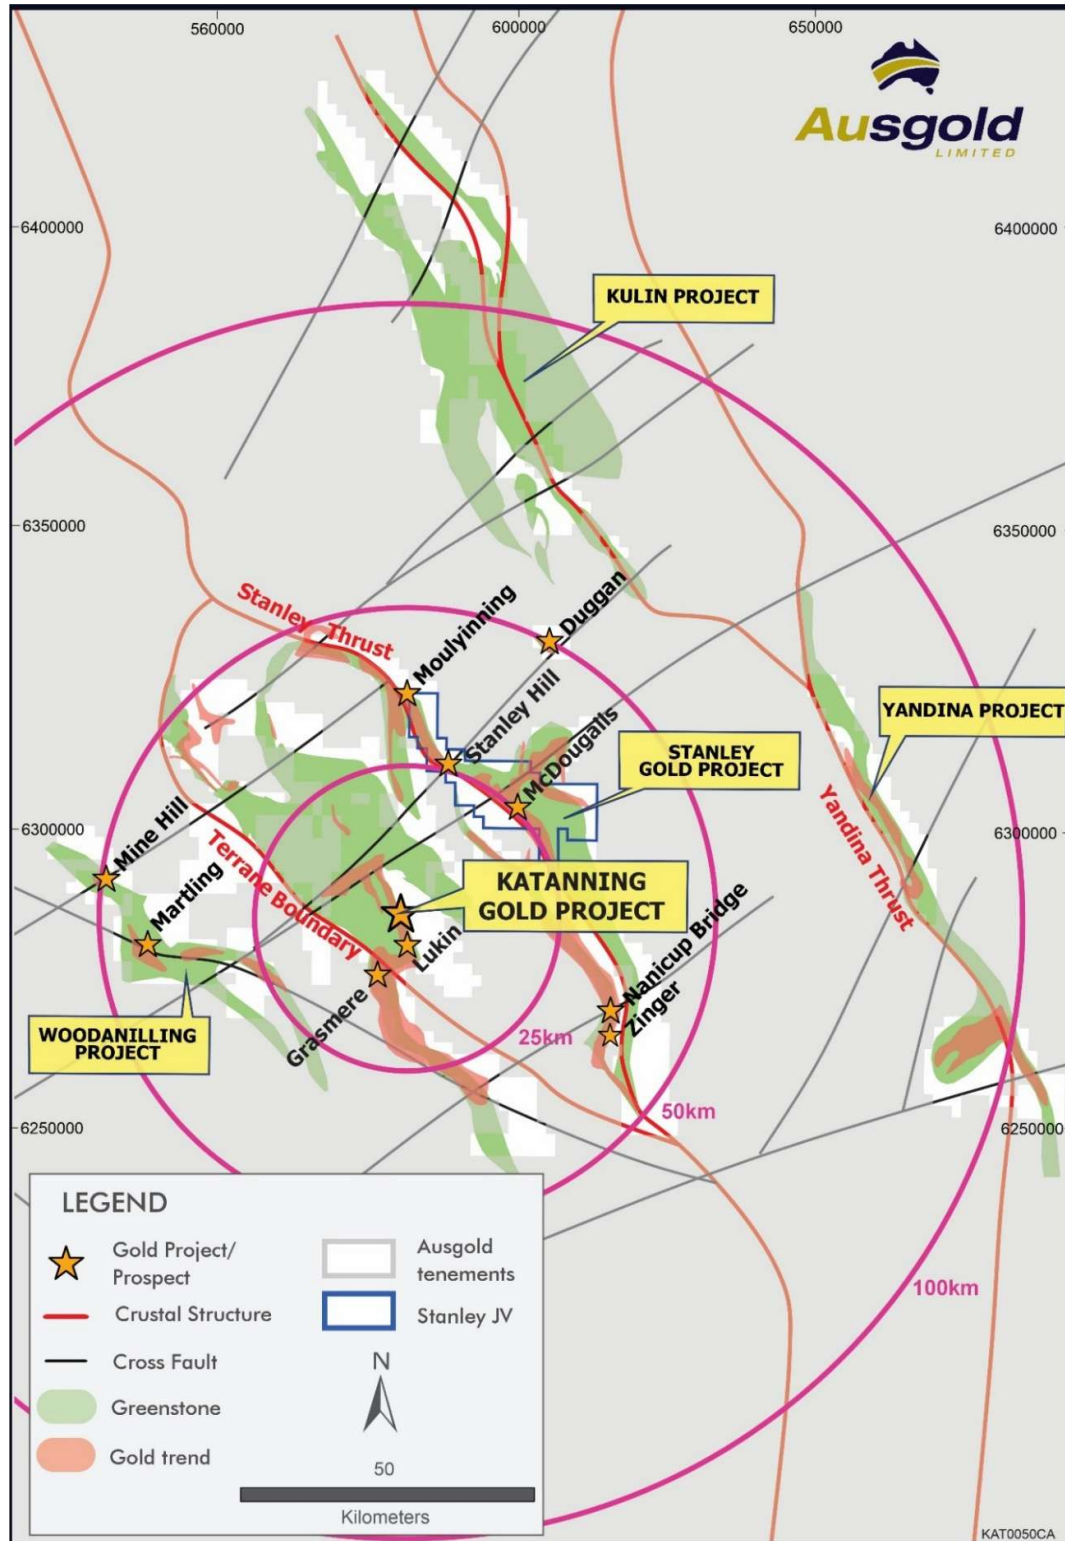 560000
600000
650000
Ausgold
LIMITED
6400000
6400000
KULIN PROJECT
6350000
6350000
Stanley Thrust
Moulyinning
Duggan
Stanley Hill
McDougalls
YANDINA PROJECT
STANLEY
GOLD PROJECT
6300000
6300000
Mine Hill
Martling
Terrane Boundary
KATANNING
GOLD PROJECT
Yandina Thrust
Lukin
Grasmere
Nanicup Bridge
Zinger
WOODANILLING
PROJECT
25km
50km
6250000
6250000
100km
LEGEND
Gold Project/
Prospect
Crustal Structure
Cross Fault
Greenstone
Gold trend
Ausgold
tenements
Stanley JV
N
50
Kilometers
KAT0050CA